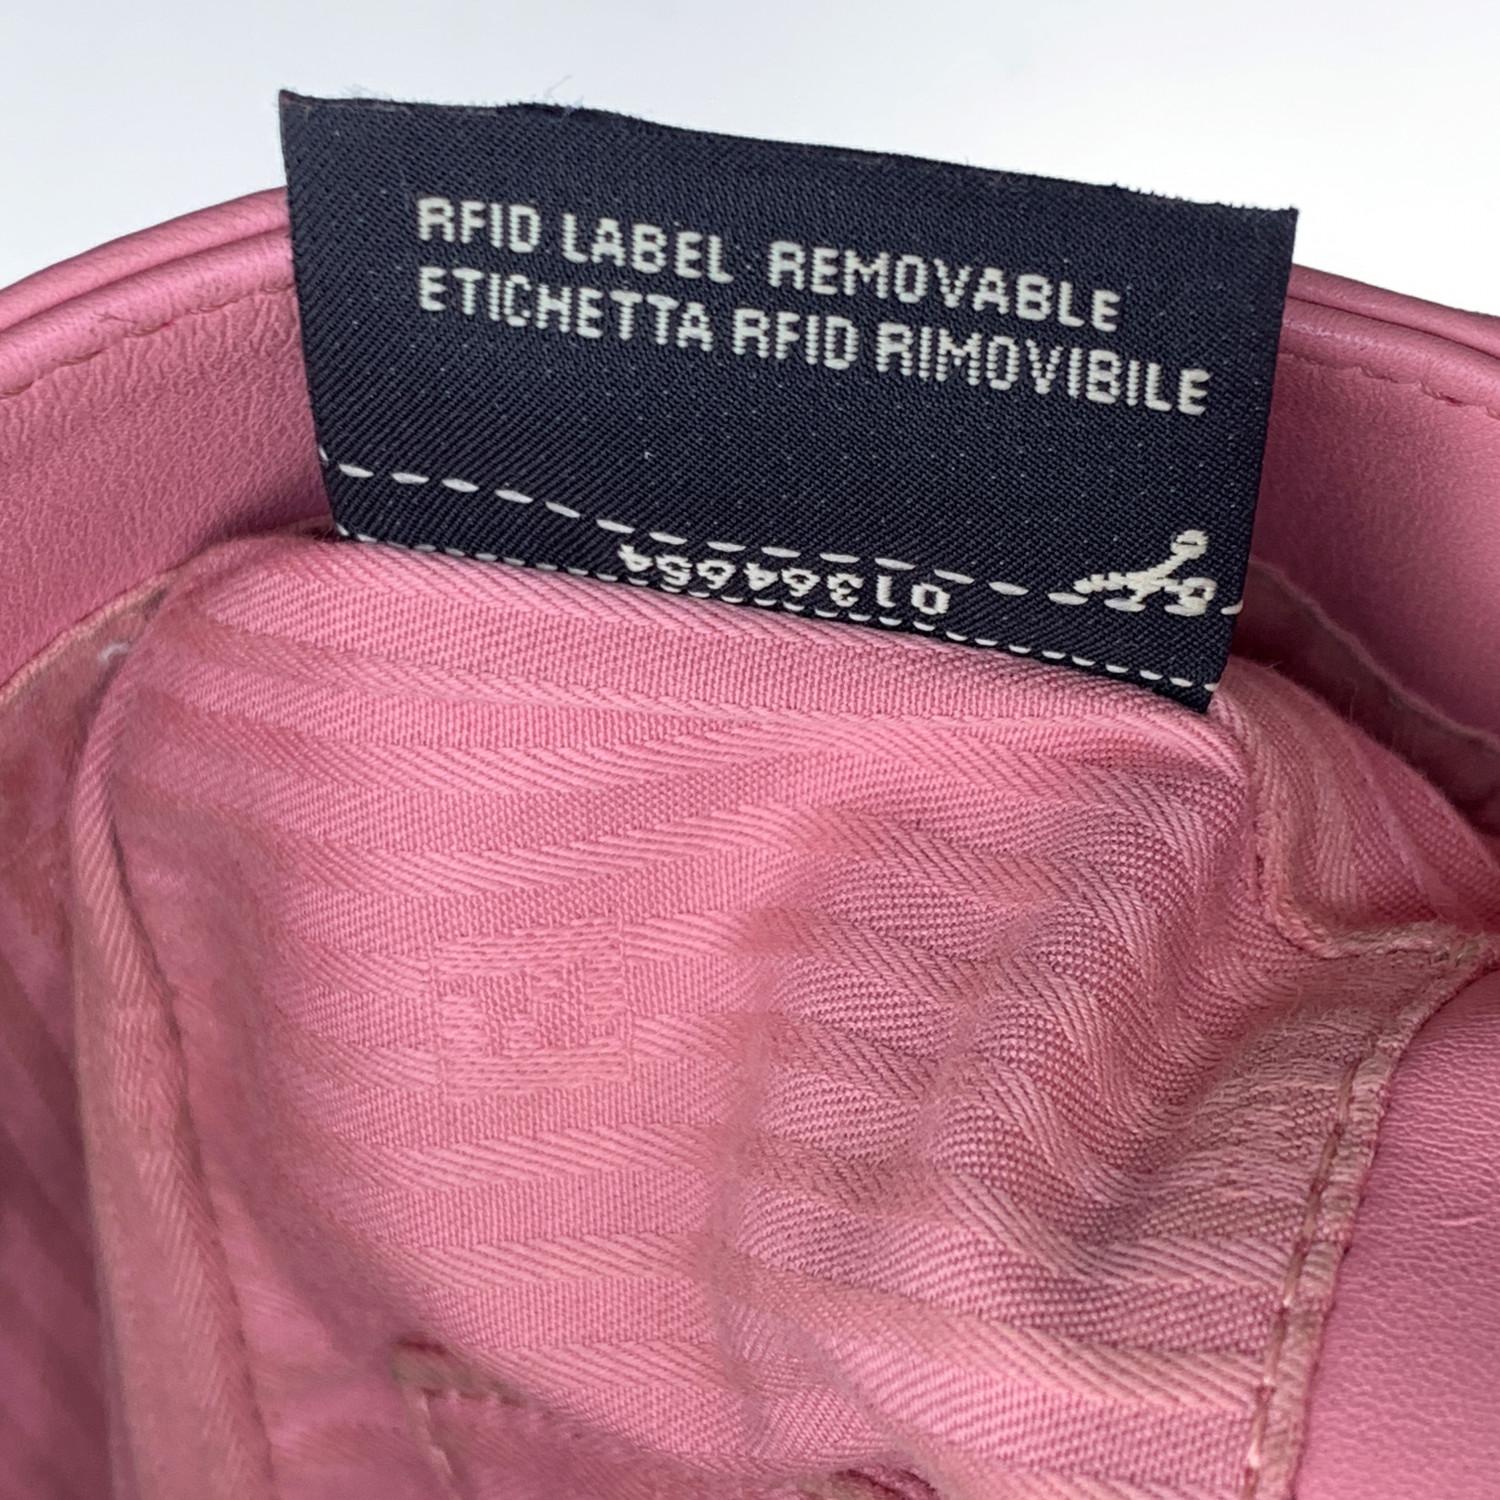 RFID LABEL REMOVABLE
ETICHETTA RFID RIMOVIBILE
01364654